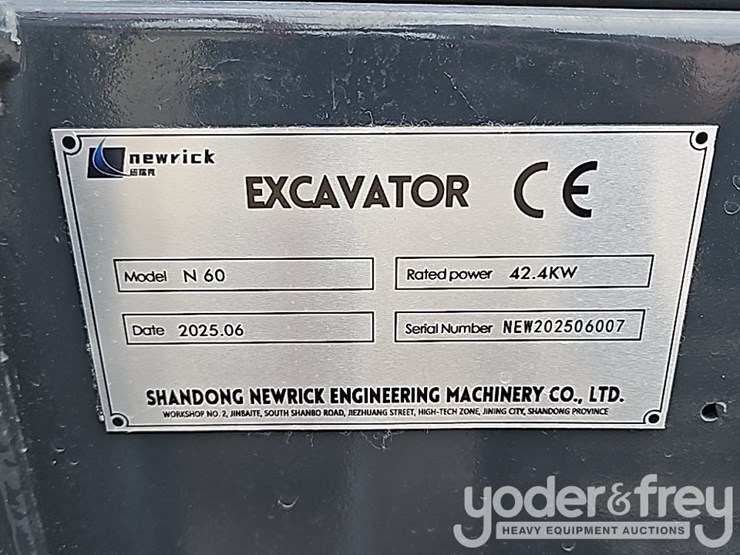 newrick
纽瑞克
EXCAVATOR CE
Model N 60
Rated power 42.4KW
Date 2025.06
Serial Number NEW202506007
SHANDONG NEWRICK ENGINEERING MACHINERY CO., LTD.
WORKSHOP NO. 2, JINBAITE, SOUTH SHANBO ROAD, JIEZHUANG STREET, HIGH-TECH ZONE, JINING CITY, SHANDONG PROVINCE
yoder&frey
HEAVY EQUIPMENT AUCTIONS